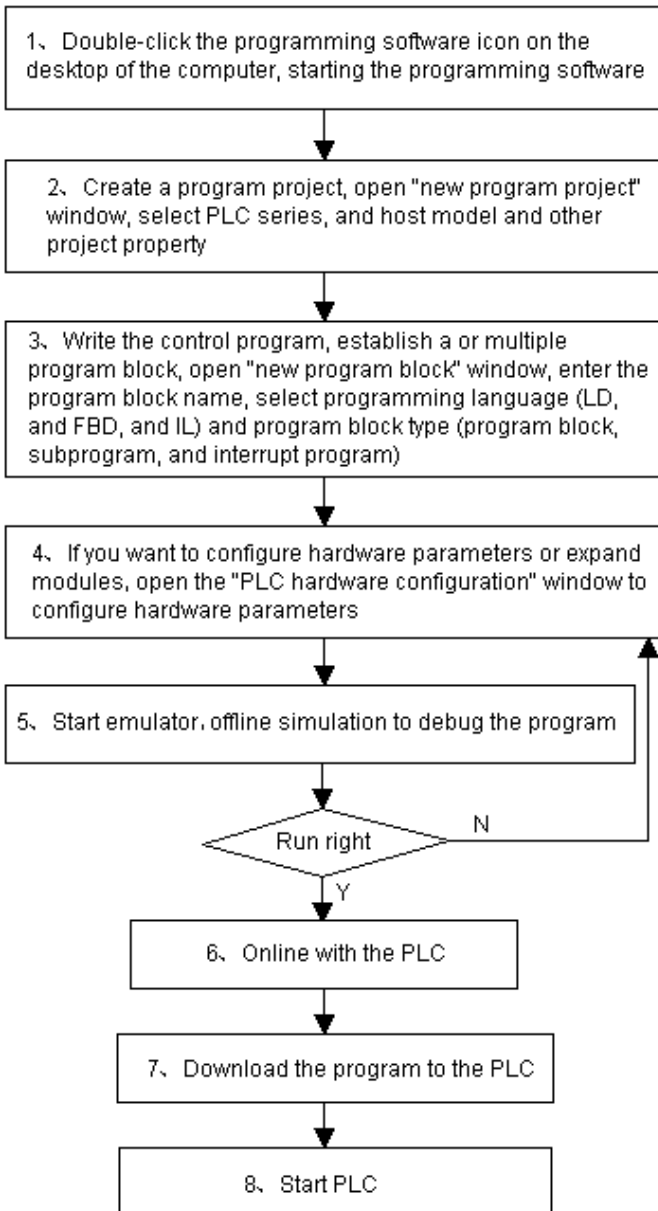 1、Double-click the programming software icon on the
desktop of the computer, starting the programming software
2、Create a program project, open "new program project"
window, select PLC series, and host model and other
project property
3、Write the control program, establish a or multiple
program block, open "new program block" window, enter the
program block name, select programming language (LD,
and FBD, and IL) and program block type (program block,
subprogram, and interrupt program)
4、If you want to configure hardware parameters or expand
modules, open the "PLC hardware configuration" window to
configure hardware parameters
5、Start emulator，offline simulation to debug the program
Run right
N
Y
6、Online with the PLC
7、Download the program to the PLC
8、Start PLC